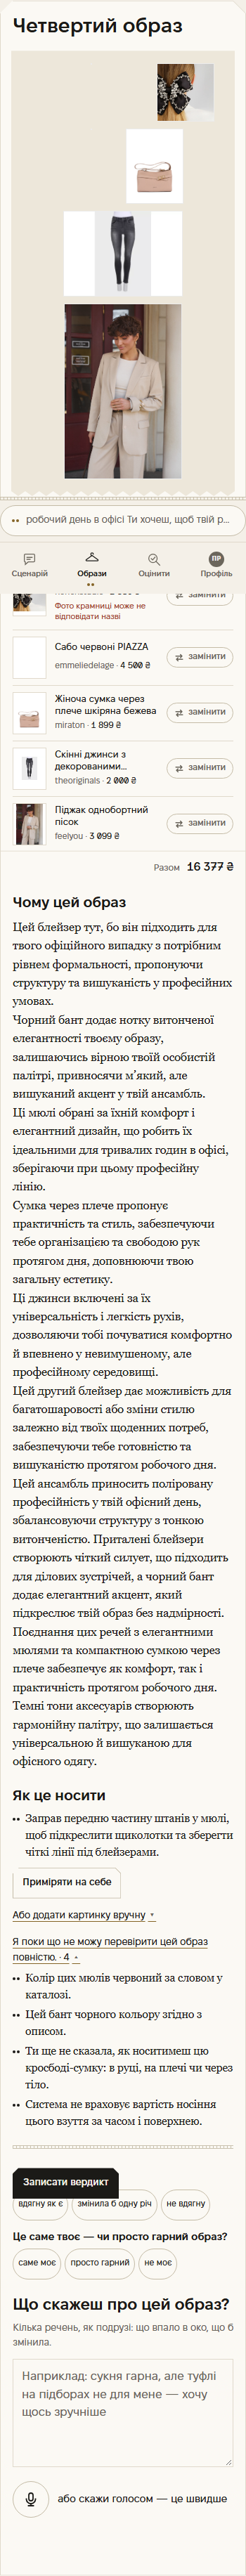 Четвертий образ
робочий день в офісі Ти хочеш, щоб твій р...
Сценарій
Образи
Оцінити
ПР
Профіль
Фото крамниці може не
відповідати назві
замінити
Сабо червоні PIAZZA
emmeliedelage · 4 500 ₴
замінити
Жіноча сумка через
плече шкіряна бежева
miraton · 1 899 ₴
замінити
Скінні джинси з
декорованими...
theoriginals · 2 000 ₴
замінити
Піджак однобортний
пісок
feelyou · 3 099 ₴
замінити
Разом 16 377 ₴
Чому цей образ
Цей блейзер тут, бо він підходить для
твого офіційного випадку з потрібним
рівнем формальності, пропонуючи
структуру та вишуканість у професійних
умовах.
Чорний бант додає нотку витонченої
елегантності твоєму образу,
залишаючись вірною твоїй особистій
палітрі, привносячи м’який, але
вишуканий акцент у твій ансамбль.
Ці мюлі обрані за їхній комфорт і
елегантний дизайн, що робить їх
ідеальними для тривалих годин в офісі,
зберігаючи при цьому професійну
лінію.
Сумка через плече пропонує
практичність та стиль, забезпечуючи
тебе організацією та свободою рук
протягом дня, доповнюючи твою
загальну естетику.
Ці джинси включені за їх
універсальність і легкість рухів,
дозволяючи тобі почуватися комфортно
й впевнено у невимушеному, але
професійному середовищі.
Цей другий блейзер дає можливість для
багатошаровості або зміни стилю
залежно від твоїх щоденних потреб,
забезпечуючи тебе готовністю та
вишуканістю протягом робочого дня.
Цей ансамбль приносить поліровану
професійність у твій офісний день,
збалансовуючи структуру з тонкою
витонченістю. Приталені блейзери
створюють чіткий силует, що підходить
для ділових зустрічей, а чорний бант
додає елегантний акцент, який
підкреслює твій образ без надмірності.
Поєднання цих речей з елегантними
мюлями та компактною сумкою через
плече забезпечує як комфорт, так і
практичність протягом робочого дня.
Темні тони аксесуарів створюють
гармонійну палітру, що залишається
універсальною й вишуканою для
офісного одягу.
Як це носити
Заправ передню частину штанів у мюлі,
щоб підкреслити щиколотки та зберегти
чіткі лінії під блейзерами.
Приміряти на себе
Або додати картинку вручну
Я поки що не можу перевірити цей образ
повністю. · 4
Колір цих мюлів червоний за словом у
каталозі.
Цей бант чорного кольору згідно з
описом.
Ти ще не сказала, як носитимеш цю
кросбоді-сумку: в руці, на плечі чи через
тіло.
Система не враховує вартість носіння
цього взуття за часом і поверхнею.
Записати вердикт
вдягну як є
змінила б одну річ
не вдягну
Це саме твоє — чи просто гарний образ?
саме моє
просто гарний
не моє
Що скажеш про цей образ?
Кілька речень, як подрузі: що впало в око, що б
змінила.
Наприклад: сукня гарна, але туфлі
на підборах не для мене — хочу
щось зручніше
або скажи голосом — це швидше